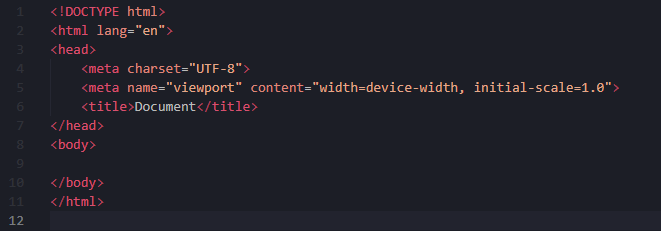 1 <!DOCTYPE html>
2 <html lang="en">
3 <head>
4     <meta charset="UTF-8">
5     <meta name="viewport" content="width=device-width, initial-scale=1.0">
6     <title>Document</title>
7 </head>
8 <body>
9
10 </body>
11 </html>
12